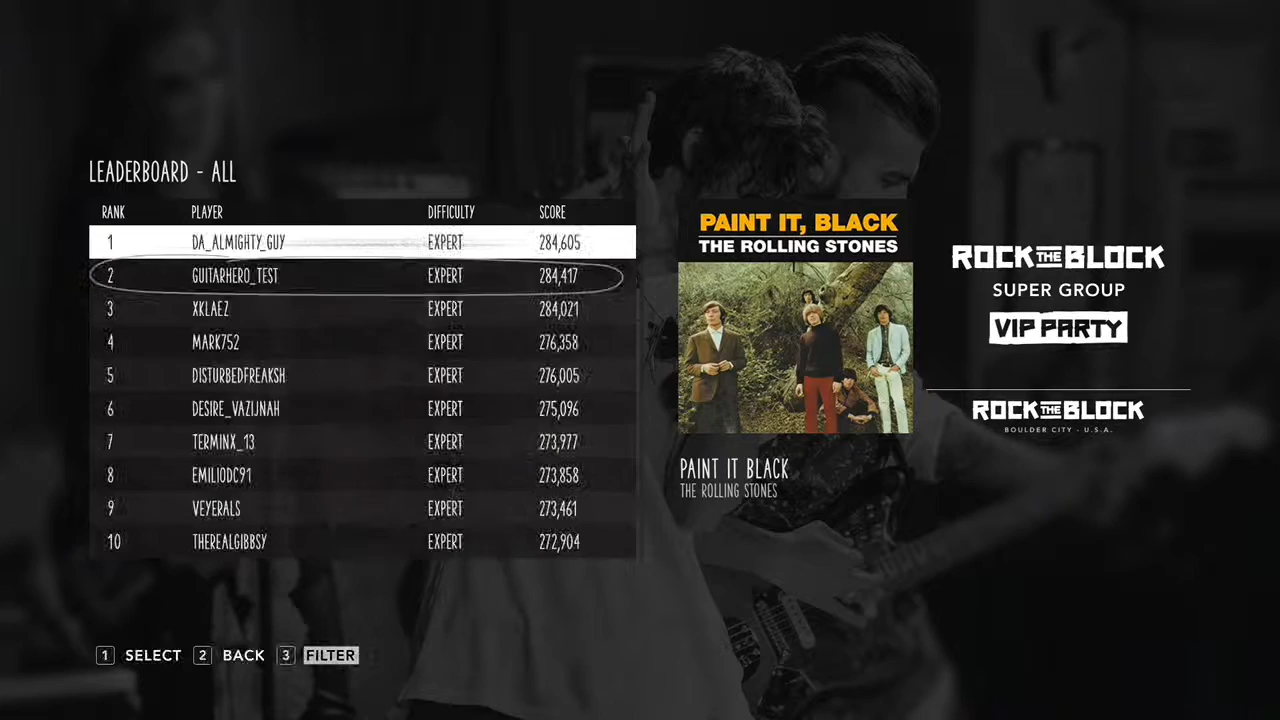 LEADERBOARD - ALL
RANK PLAYER DIFFICULTY SCORE
1 DA_ALMIGHTY_GUY EXPERT 284,605
2 GUITARHERO_TEST EXPERT 284,417
3 XKLAEZ EXPERT 284,021
4 MARK752 EXPERT 276,358
5 DISTURBEDFREAKSH EXPERT 276,005
6 DESIRE_VAZIJNAH EXPERT 275,096
7 TERMINX_13 EXPERT 273,977
8 EMILIODC91 EXPERT 273,858
9 VEYERALS EXPERT 273,461
10 THEREALGIBBSY EXPERT 272,904
PAINT IT, BLACK
THE ROLLING STONES
PAINT IT BLACK
THE ROLLING STONES
ROCK THE BLOCK
SUPER GROUP
VIP PARTY
ROCK THE BLOCK
BOULDER CITY - U.S.A.
1 SELECT 2 BACK 3 FILTER